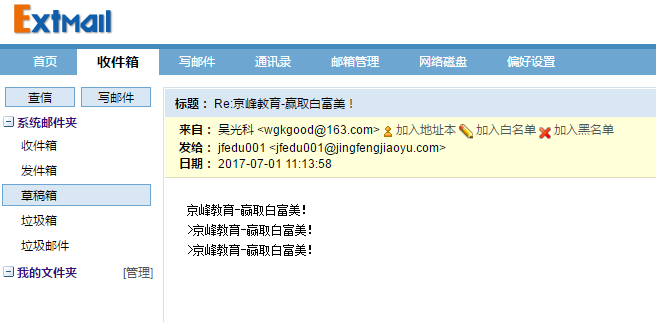 ExtMail
首页 收件箱 写邮件 通讯录 邮箱管理 网络磁盘 偏好设置
查信 写邮件
系统邮件夹
收件箱
发件箱
草稿箱
垃圾箱
垃圾邮件
我的文件夹 [管理]
标题： Re:京峰教育-赢取白富美！
来自： 吴光科 <wgkgood@163.com> 加入地址本 加入白名单 加入黑名单
发给： jfedu001 <jfedu001@jingfengjiaoyu.com>
日期： 2017-07-01 11:13:58
京峰教育-赢取白富美!
>京峰教育-赢取白富美!
>京峰教育-赢取白富美!